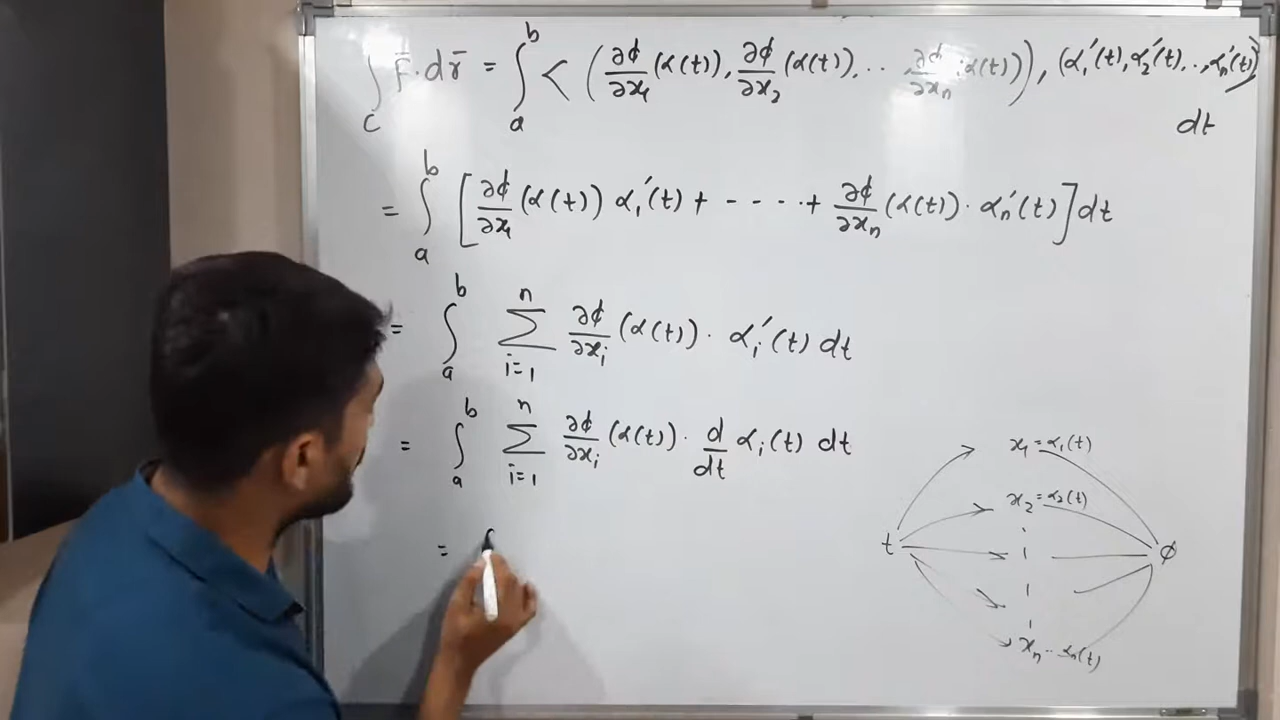 ∫_C F̄·dr̄ = ∫_a^b < (∂ϕ/∂x₁ (α(t)), ∂ϕ/∂x₂ (α(t)), .. ∂ϕ/∂xₙ (α(t))), (α₁′(t), α₂′(t), .., αₙ′(t)) >
dt
= ∫_a^b [∂ϕ/∂x₁ (α(t)) α₁′(t) + - - - - + ∂ϕ/∂xₙ (α(t)) · αₙ′(t)] dt
= ∫_a^b Σ_{i=1}^n ∂ϕ/∂xᵢ (α(t)) · αᵢ′(t) dt
= ∫_a^b Σ_{i=1}^n ∂ϕ/∂xᵢ (α(t)) · d/dt αᵢ(t) dt
=
x₁ = α₁(t)
x₂ = α₂(t)
t
ϕ
xₙ = αₙ(t)